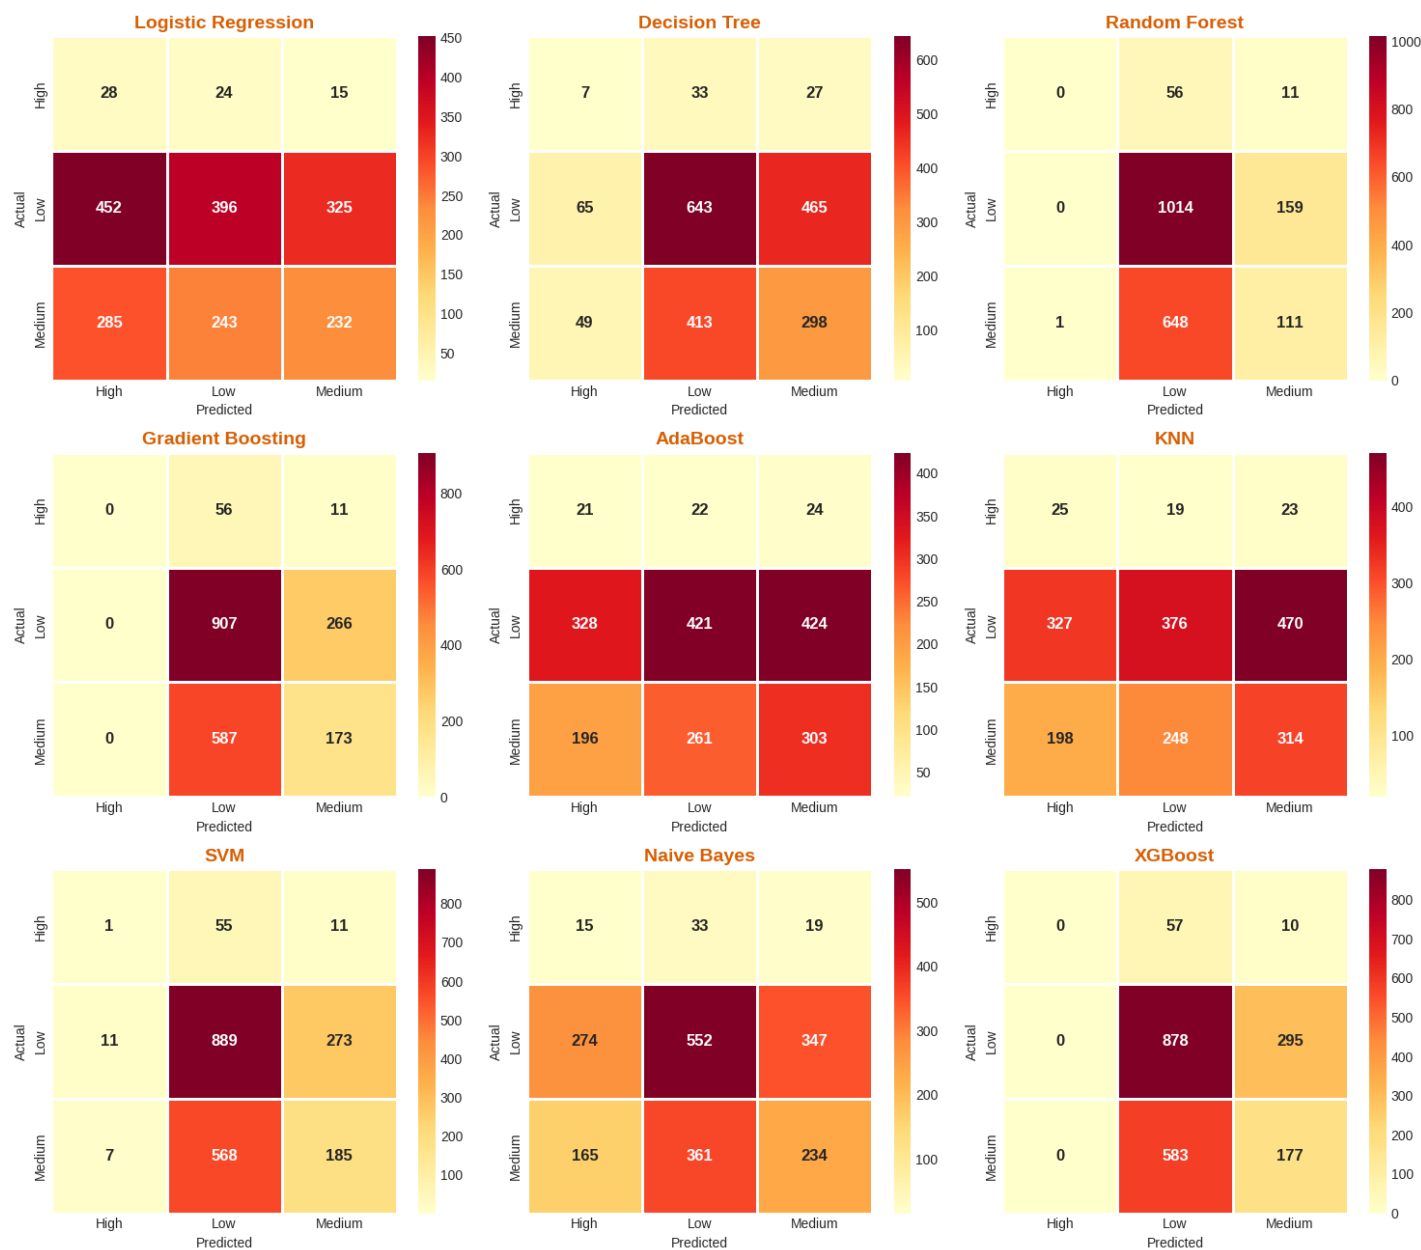 Logistic Regression
High 28 24 15
Low 452 396 325
Medium 285 243 232
High Low Medium
Actual
Predicted
450
400
350
300
250
200
150
100
50
Decision Tree
High 7 33 27
Low 65 643 465
Medium 49 413 298
High Low Medium
Actual
Predicted
600
500
400
300
200
100
Random Forest
High 0 56 11
Low 0 1014 159
Medium 1 648 111
High Low Medium
Actual
Predicted
1000
800
600
400
200
0
Gradient Boosting
High 0 56 11
Low 0 907 266
Medium 0 587 173
High Low Medium
Actual
Predicted
800
600
400
200
0
AdaBoost
High 21 22 24
Low 328 421 424
Medium 196 261 303
High Low Medium
Actual
Predicted
400
350
300
250
200
150
100
50
KNN
High 25 19 23
Low 327 376 470
Medium 198 248 314
High Low Medium
Actual
Predicted
400
300
200
100
SVM
High 1 55 11
Low 11 889 273
Medium 7 568 185
High Low Medium
Actual
Predicted
800
700
600
500
400
300
200
100
Naive Bayes
High 15 33 19
Low 274 552 347
Medium 165 361 234
High Low Medium
Actual
Predicted
500
400
300
200
100
XGBoost
High 0 57 10
Low 0 878 295
Medium 0 583 177
High Low Medium
Actual
Predicted
800
700
600
500
400
300
200
100
0